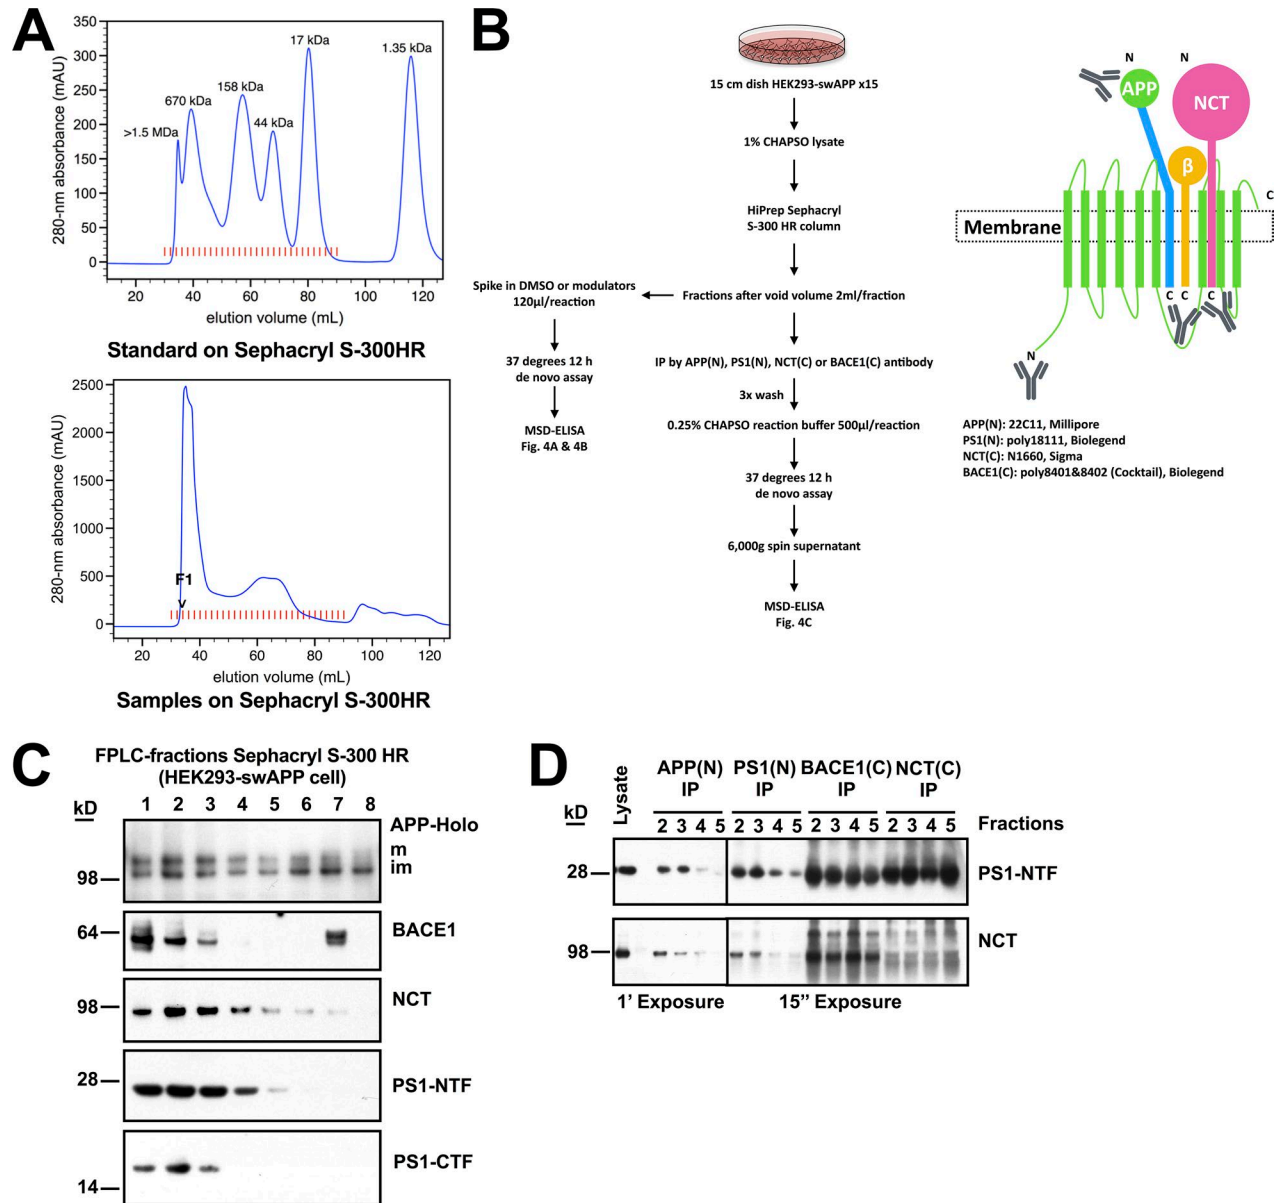 A
350
300
250
200
150
100
50
0
280-nm absorbance (mAU)
>1.5 MDa
670 kDa
158 kDa
44 kDa
17 kDa
1.35 kDa
20 40 60 80 100 120
elution volume (mL)
Standard on Sephacryl S-300HR
2500
2000
1500
1000
500
0
280-nm absorbance (mAU)
F1
v
20 40 60 80 100 120
elution volume (mL)
Samples on Sephacryl S-300HR
B
15 cm dish HEK293-swAPP x15
1% CHAPSO lysate
HiPrep Sephacryl
S-300 HR column
Fractions after void volume 2ml/fraction
Spike in DMSO or modulators
120µl/reaction)
37 degrees 12 h
de novo assay
MSD-ELISA
Fig. 4A & 4B
IP by APP(N), PS1(N), NCT(C) or BACE1(C) antibody
3x wash
0.25% CHAPSO reaction buffer 500µl/reaction
37 degrees 12 h
de novo assay
6,000g spin supernatant
MSD-ELISA
Fig. 4C
N N
APP
NCT
β
C
Membrane
C C C
N
APP(N): 22C11, Millipore
PS1(N): poly18111, Biolegend
NCT(C): N1660, Sigma
BACE1(C): poly8401&8402 (Cocktail), Biolegend
C
FPLC-fractions Sephacryl S-300 HR
(HEK293-swAPP cell)
kD
1 2 3 4 5 6 7 8
APP-Holo
m
im
98
64
BACE1
98
NCT
28
PS1-NTF
PS1-CTF
14
D
kD
Lysate
APP(N) PS1(N) BACE1(C) NCT(C)
IP IP IP IP
2 3 4 5 2 3 4 5 2 3 4 5 2 3 4 5 Fractions
28
PS1-NTF
98
NCT
1' Exposure
15'' Exposure